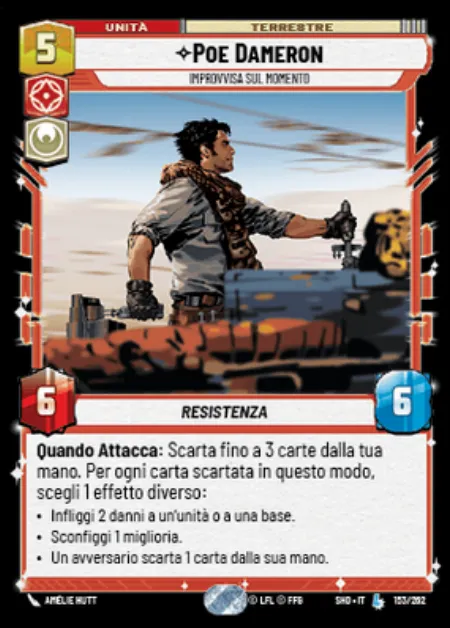 5
UNITÀ
TERRESTRE
POE DAMERON
IMPROVVISA SUL MOMENTO
6
RESISTENZA
6
Quando Attacca: Scarta fino a 3 carte dalla tua
mano. Per ogni carta scartata in questo modo,
scegli 1 effetto diverso:
• Infliggi 2 danni a un'unità o a una base.
• Sconfiggi 1 miglioria.
• Un avversario scarta 1 carta dalla sua mano.
AMÉLIE HUTT
© LFL © FFG
SHD • IT
L
153/262